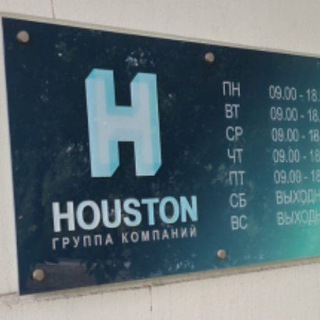 H
HOUSTON
ГРУППА КОМПАНИЙ
ПН 09.00 - 18.
ВТ 09.00 - 18.
СР 09.00 - 18.
ЧТ 09.00 - 18.
ПТ 09.00 - 18.
СБ ВЫХОДН
ВС ВЫХОДН